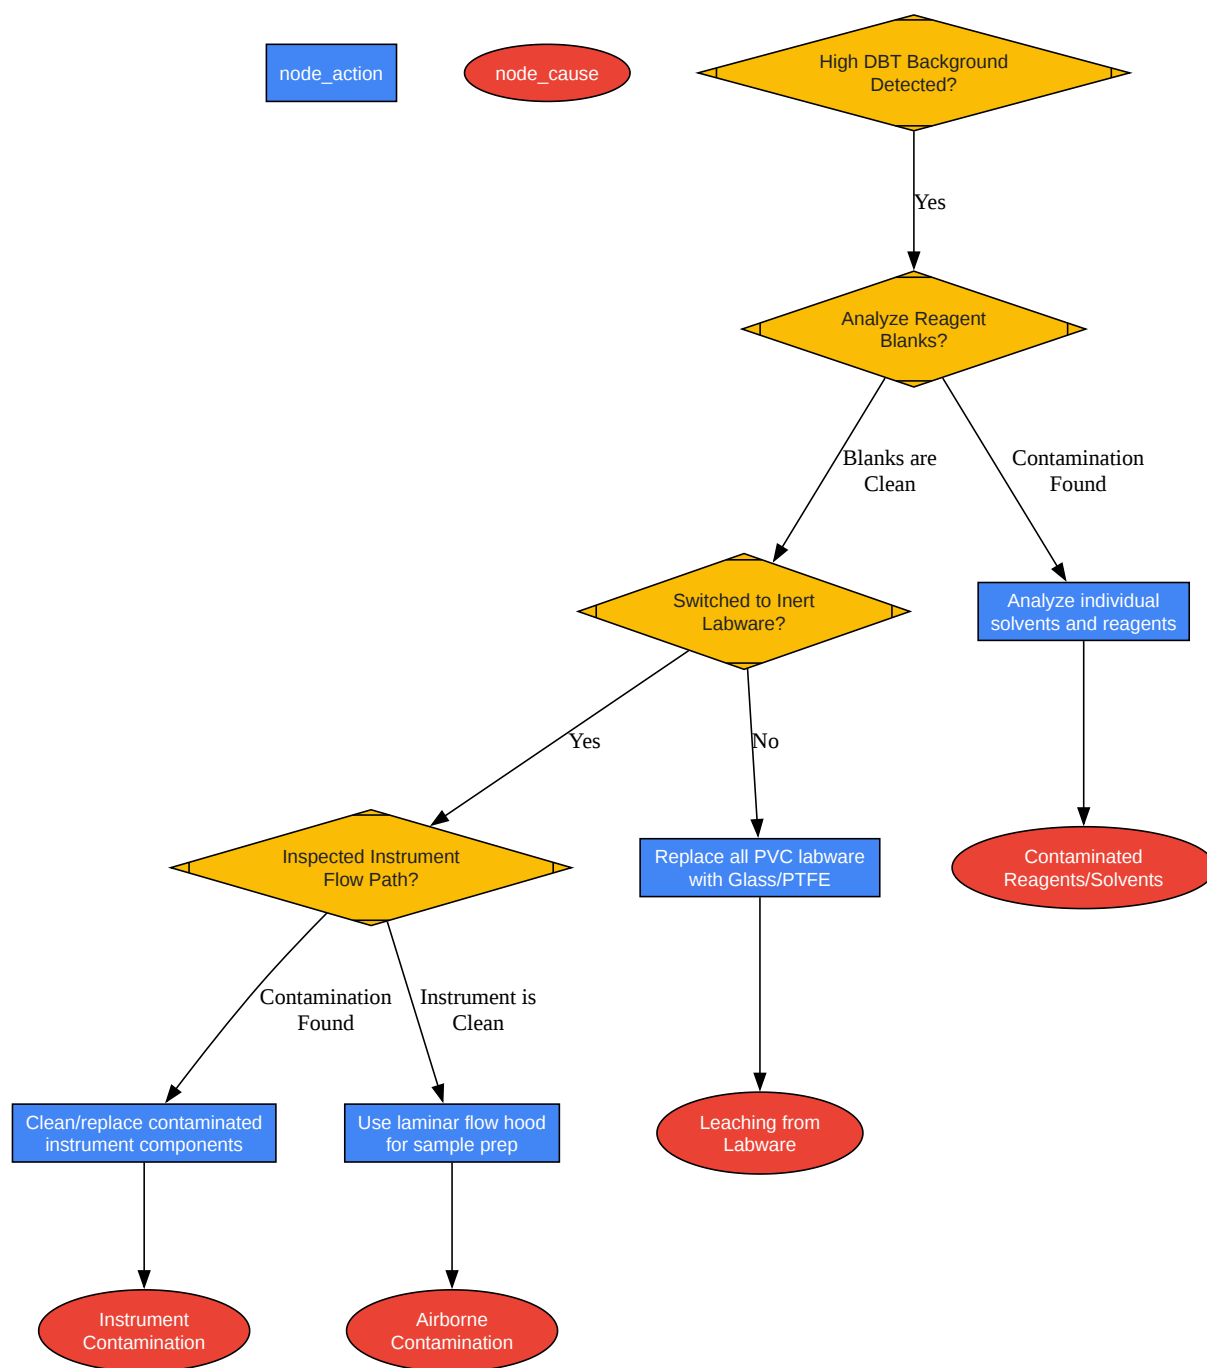 node_action
node_cause
High DBT Background
Detected?
Yes
Analyze Reagent
Blanks?
Blanks are
Clean
Contamination
Found
Switched to Inert
Labware?
Analyze individual
solvents and reagents
Yes
No
Inspected Instrument
Flow Path?
Replace all PVC labware
with Glass/PTFE
Contaminated
Reagents/Solvents
Contamination
Found
Instrument is
Clean
Clean/replace contaminated
instrument components
Use laminar flow hood
for sample prep
Leaching from
Labware
Instrument
Contamination
Airborne
Contamination